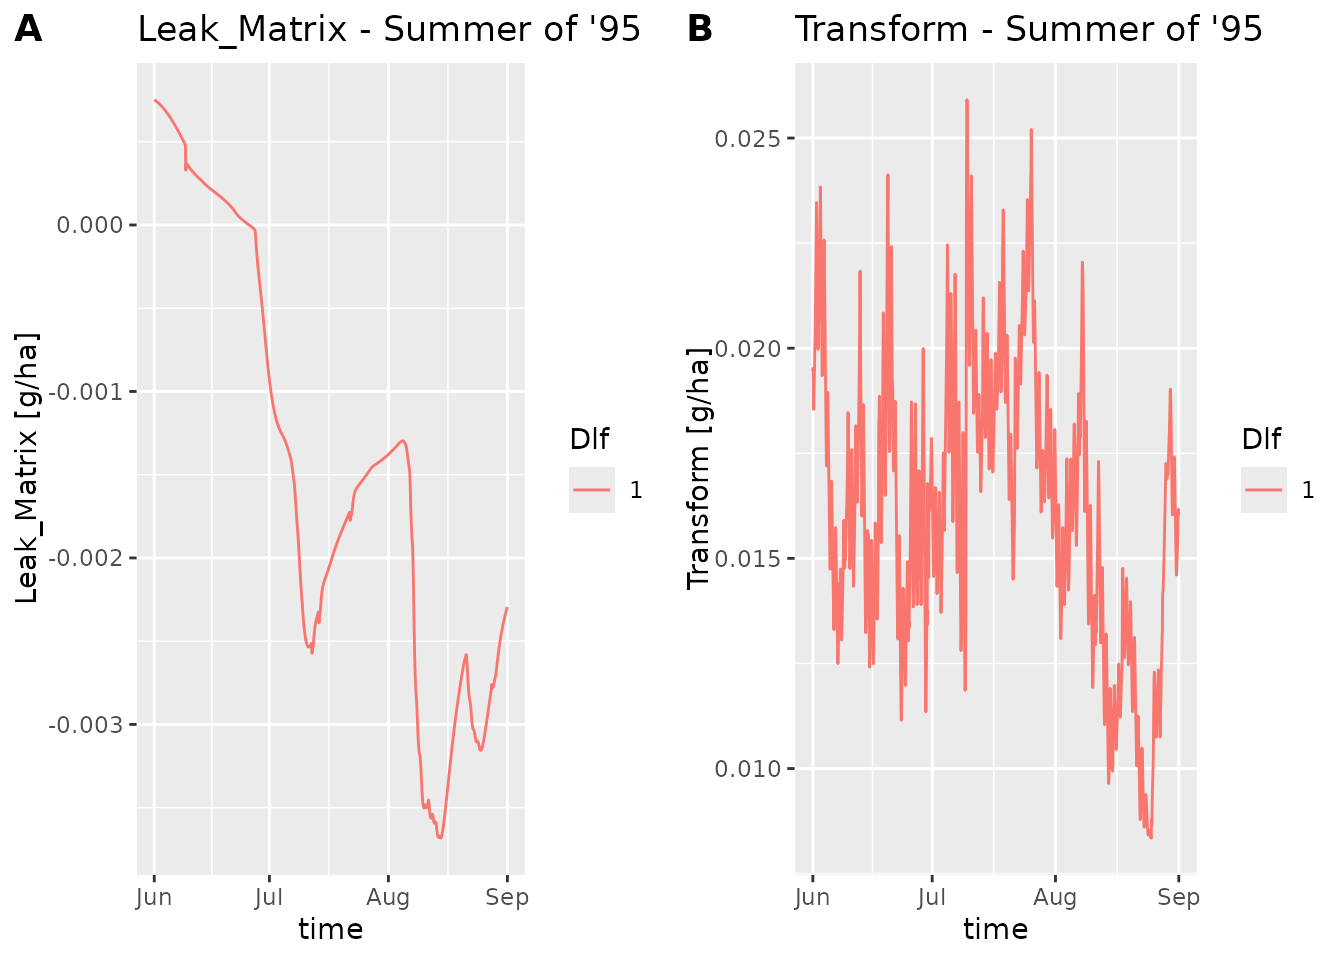 A
Leak_Matrix - Summer of '95
Leak_Matrix [g/ha]
0.000
-0.001
-0.002
-0.003
Jun
Jul
Aug
Sep
time
Dlf
1
B
Transform - Summer of '95
Transform [g/ha]
0.025
0.020
0.015
0.010
Jun
Jul
Aug
Sep
time
Dlf
1